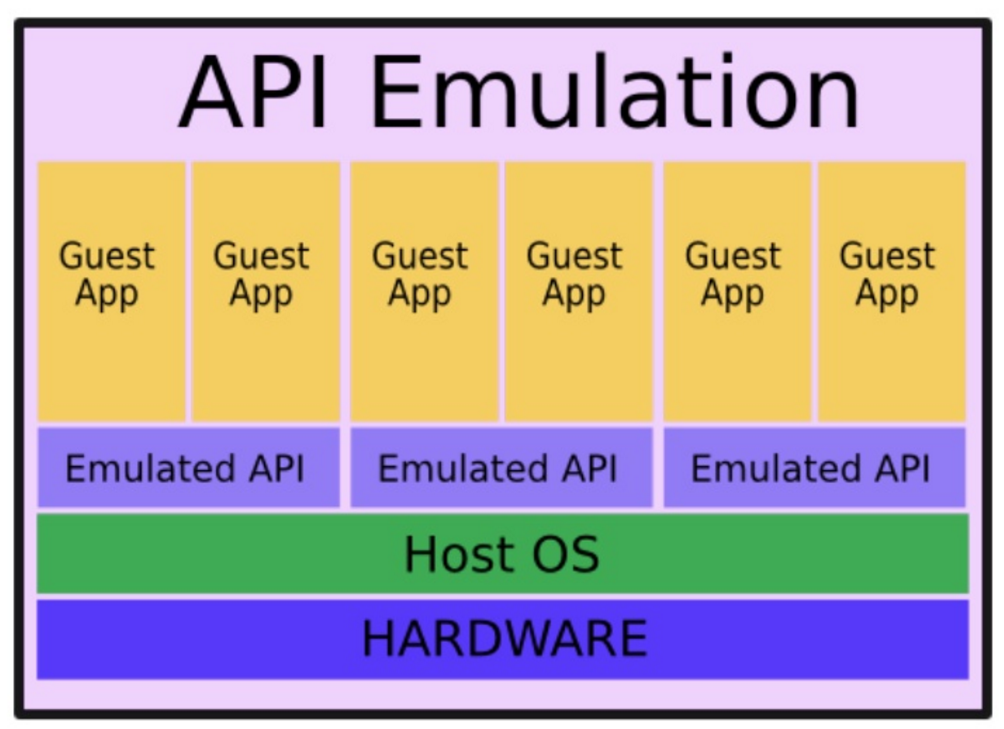 API Emulation
Guest App
Guest App
Guest App
Guest App
Guest App
Guest App
Emulated API
Emulated API
Emulated API
Host OS
HARDWARE